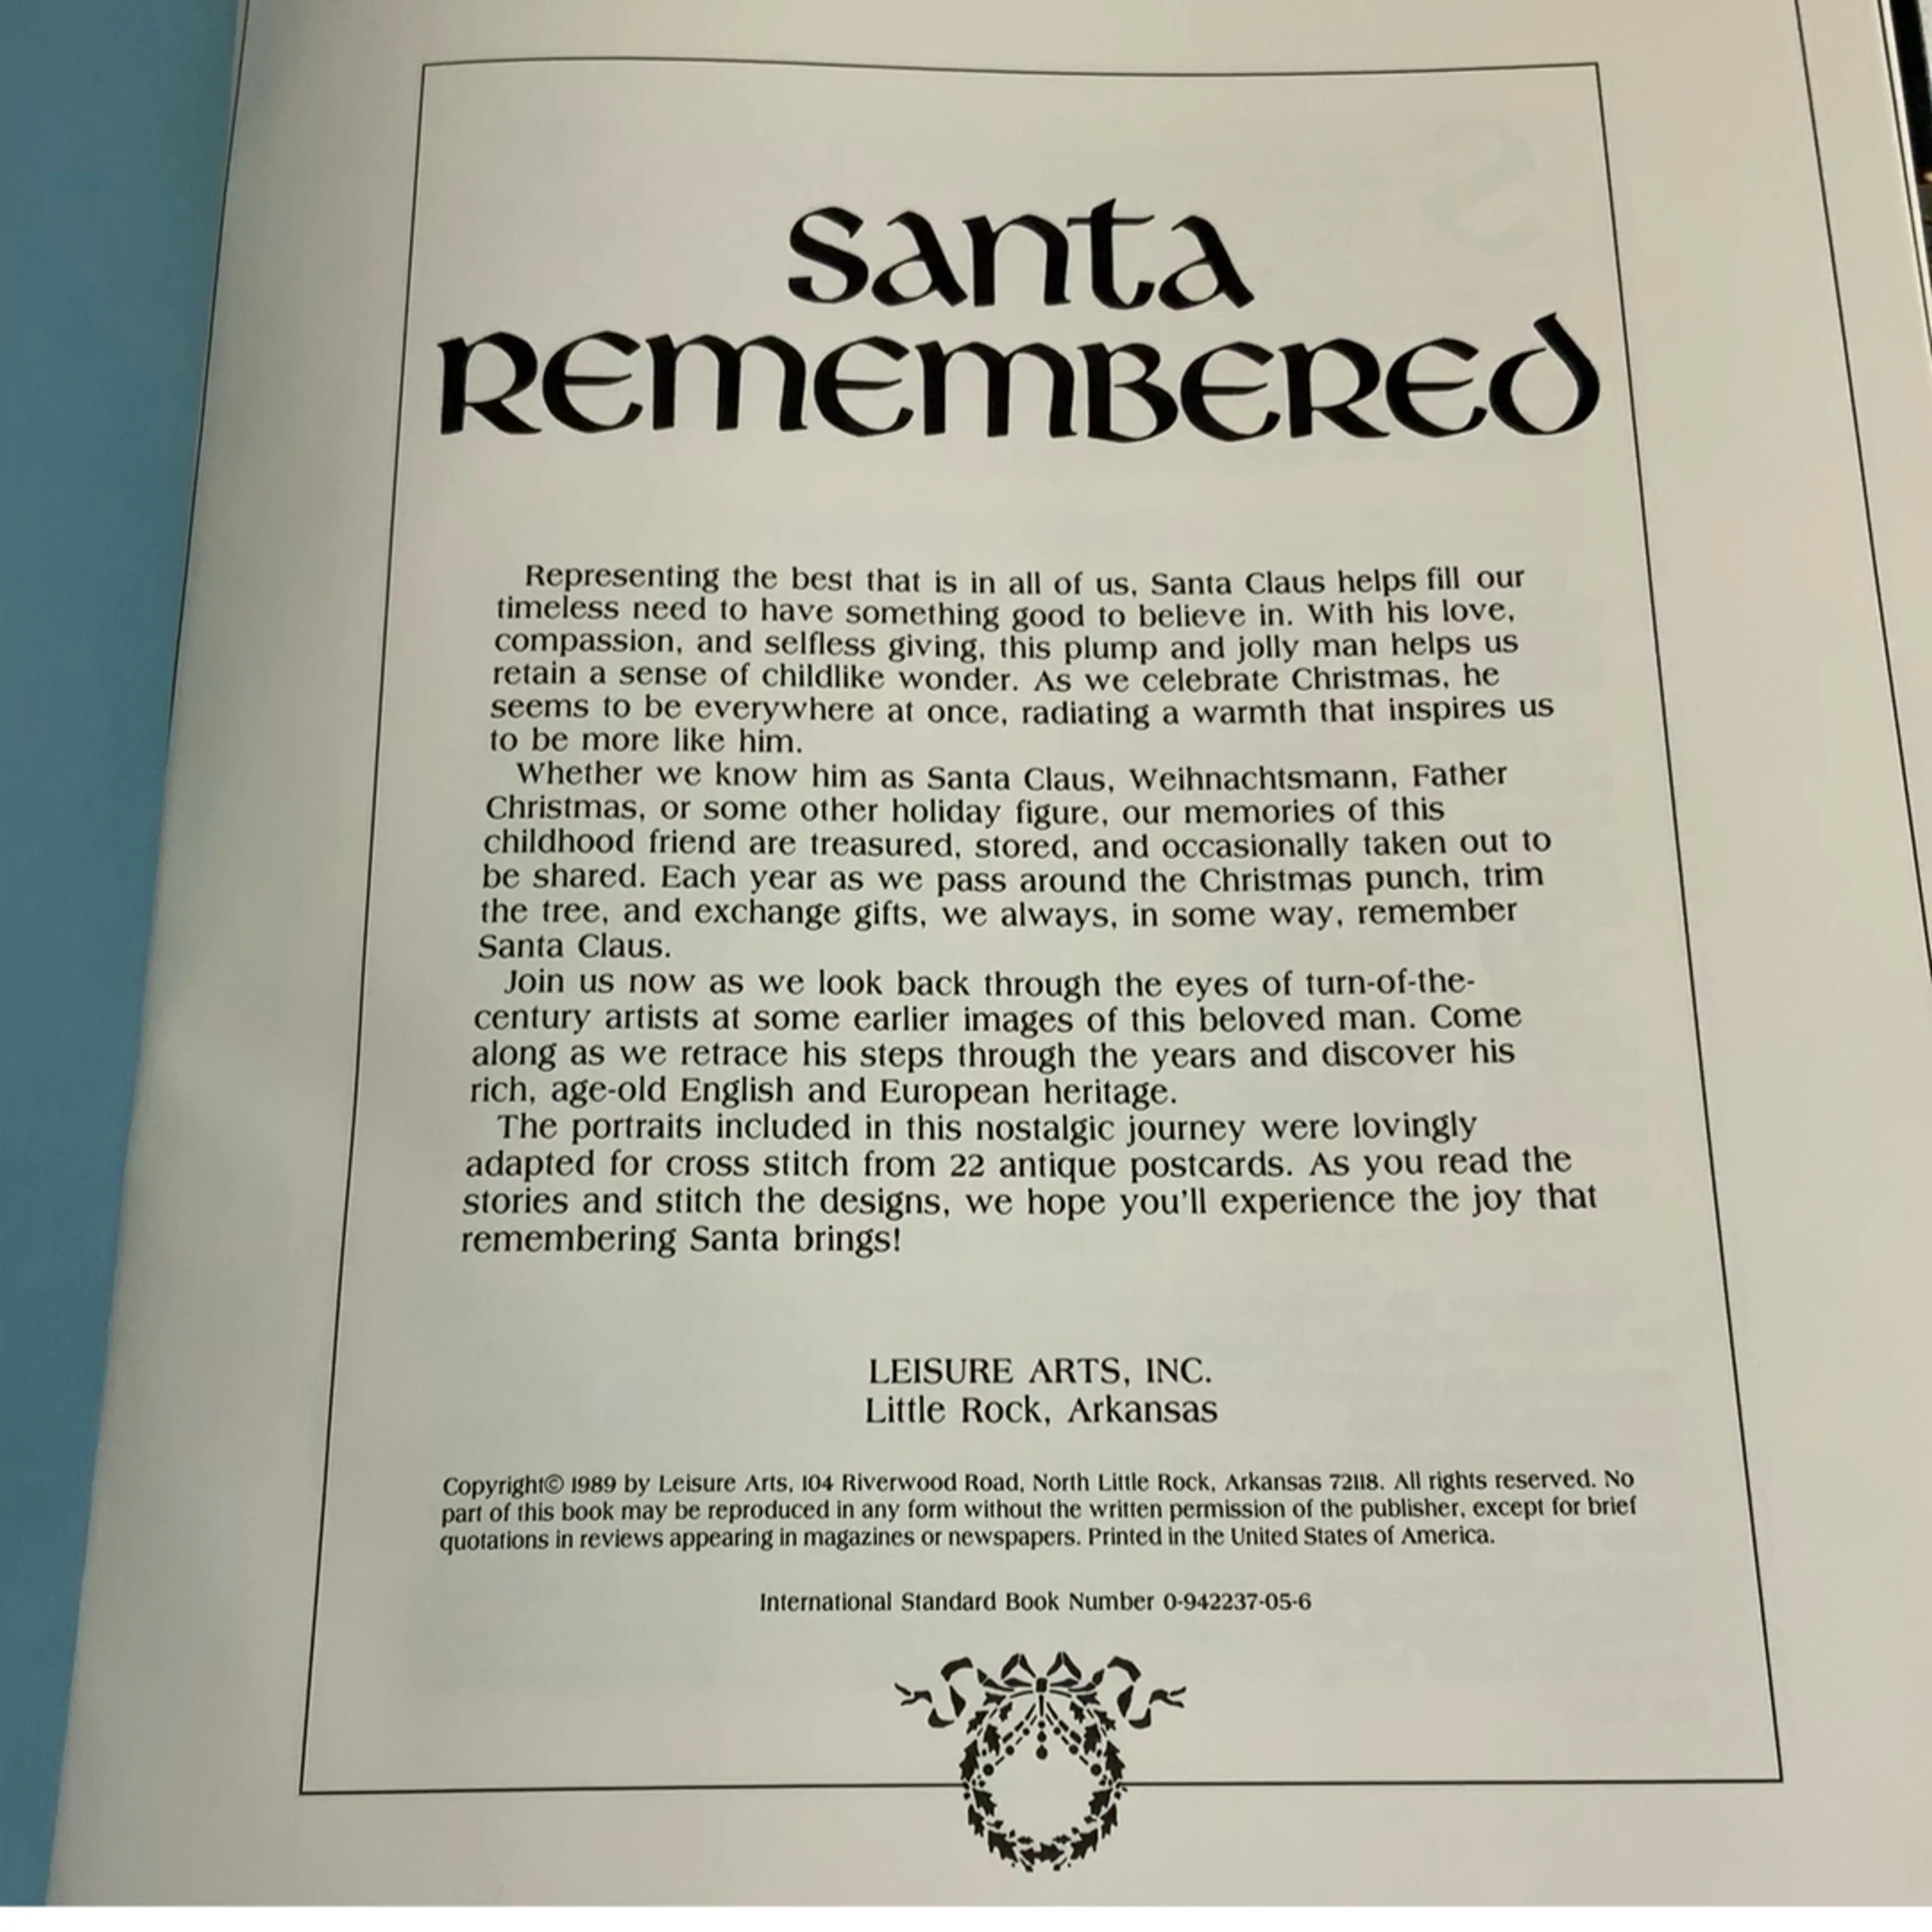 Santa
Remembered
Representing the best that is in all of us, Santa Claus helps fill our
timeless need to have something good to believe in. With his love,
compassion, and selfless giving, this plump and jolly man helps us
retain a sense of childlike wonder. As we celebrate Christmas, he
seems to be everywhere at once, radiating a warmth that inspires us
to be more like him.
Whether we know him as Santa Claus, Weihnachtsmann, Father
Christmas, or some other holiday figure, our memories of this
childhood friend are treasured, stored, and occasionally taken out to
be shared. Each year as we pass around the Christmas punch, trim
the tree, and exchange gifts, we always, in some way, remember
Santa Claus.
Join us now as we look back through the eyes of turn-of-the-
century artists at some earlier images of this beloved man. Come
along as we retrace his steps through the years and discover his
rich, age-old English and European heritage.
The portraits included in this nostalgic journey were lovingly
adapted for cross stitch from 22 antique postcards. As you read the
stories and stitch the designs, we hope you'll experience the joy that
remembering Santa brings!
LEISURE ARTS, INC.
Little Rock, Arkansas
Copyright© 1989 by Leisure Arts, 104 Riverwood Road, North Little Rock, Arkansas 72118. All rights reserved. No
part of this book may be reproduced in any form without the written permission of the publisher, except for brief
quotations in reviews appearing in magazines or newspapers. Printed in the United States of America.
International Standard Book Number 0-942237-05-6